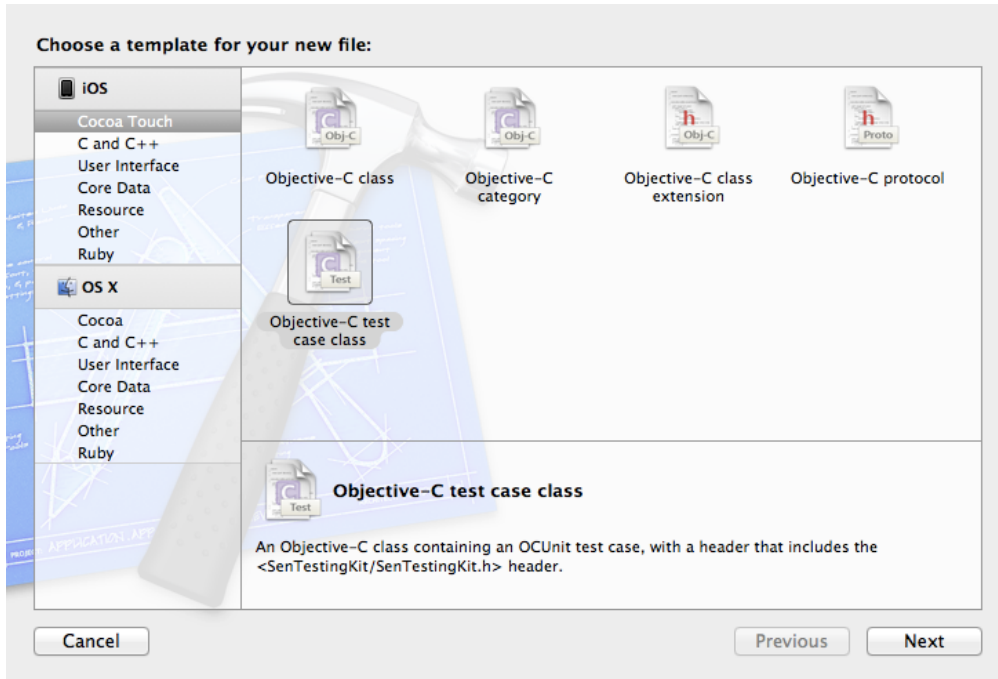 Choose a template for your new file:
iOS
Cocoa Touch
C and C++
User Interface
Core Data
Resource
Other
Ruby
OS X
Cocoa
C and C++
User Interface
Core Data
Resource
Other
Ruby
Obj-C
Objective-C class
Obj-C
Objective-C
category
h
Obj-C
Objective-C class
extension
h
Proto
Objective-C protocol
C
Test
Objective-C test
case class
C
Test
Objective-C test case class
An Objective-C class containing an OCUnit test case, with a header that includes the
<SenTestingKit/SenTestingKit.h> header.
PROJECT APPLICATION.APP
Cancel
Previous
Next